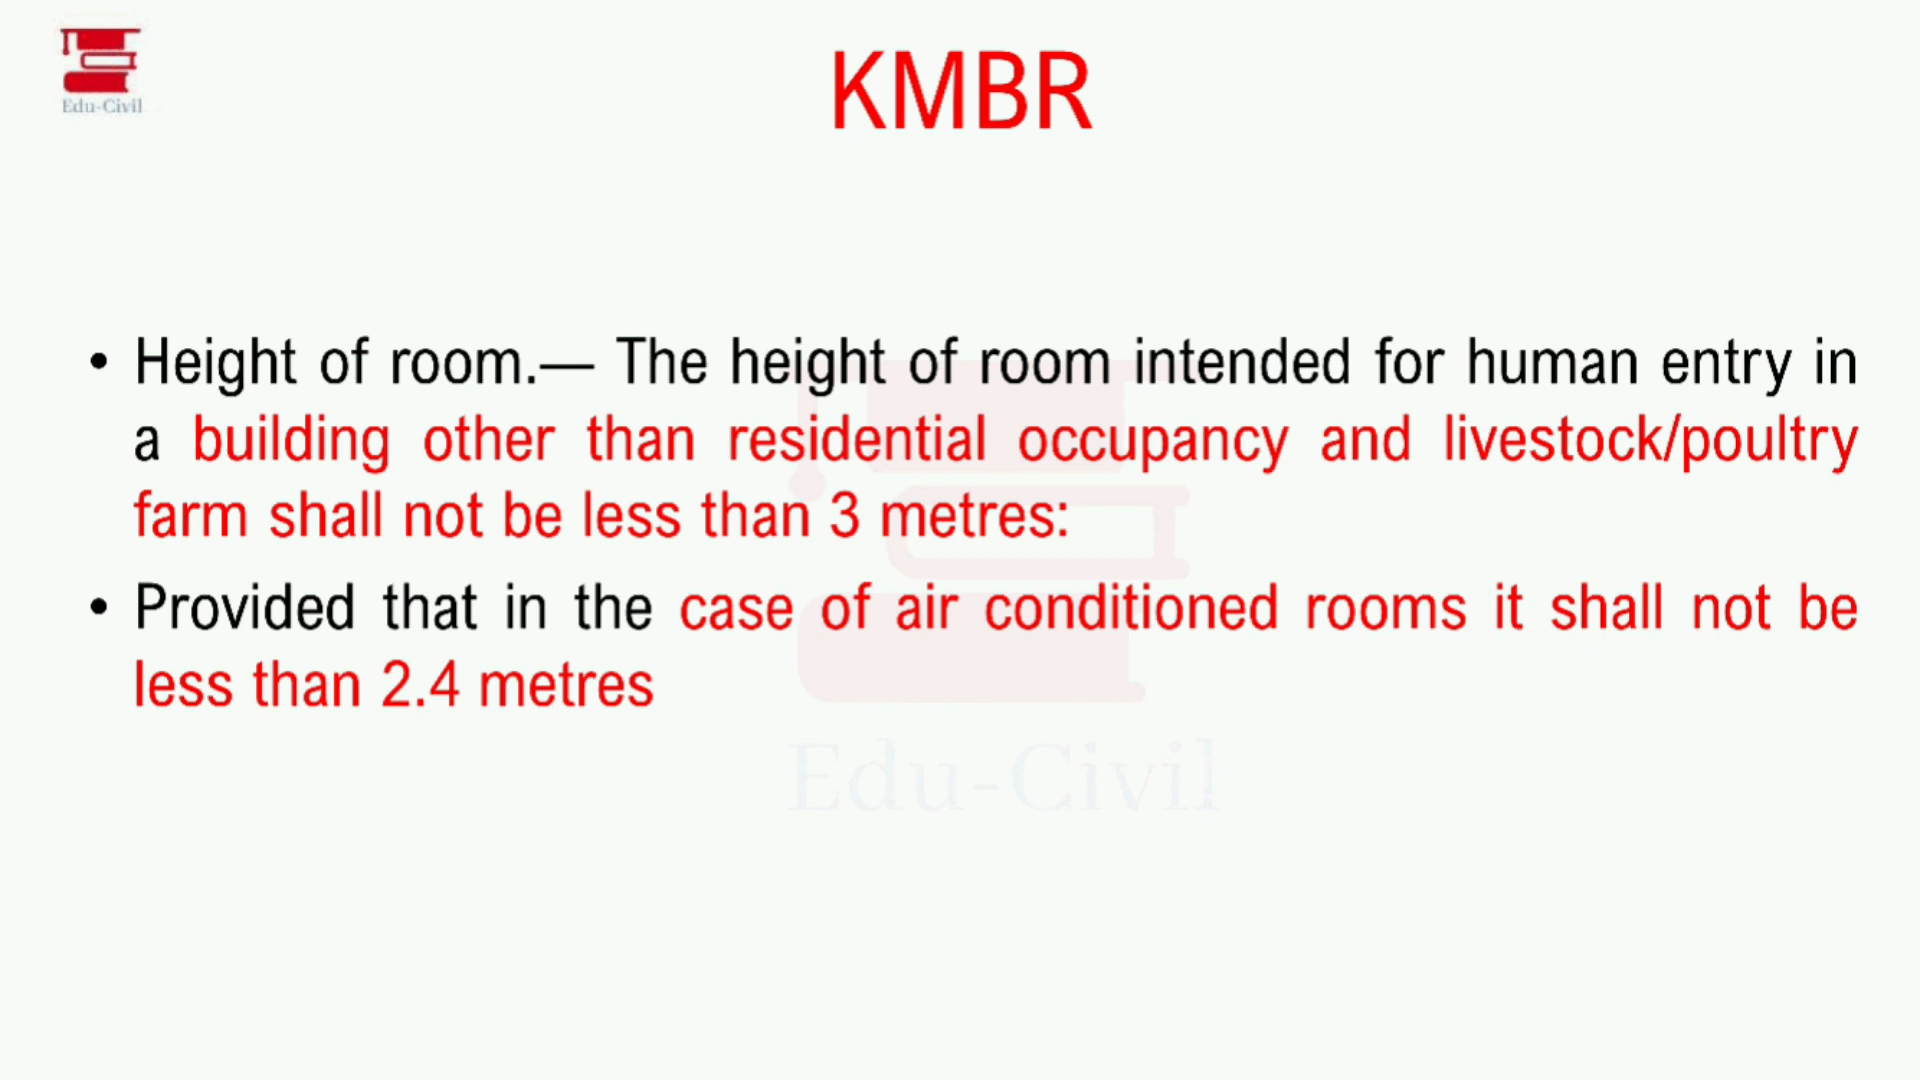 Edu-Civil
KMBR
• Height of room.— The height of room intended for human entry in
a building other than residential occupancy and livestock/poultry
farm shall not be less than 3 metres:
• Provided that in the case of air conditioned rooms it shall not be
less than 2.4 metres
Edu-Civil